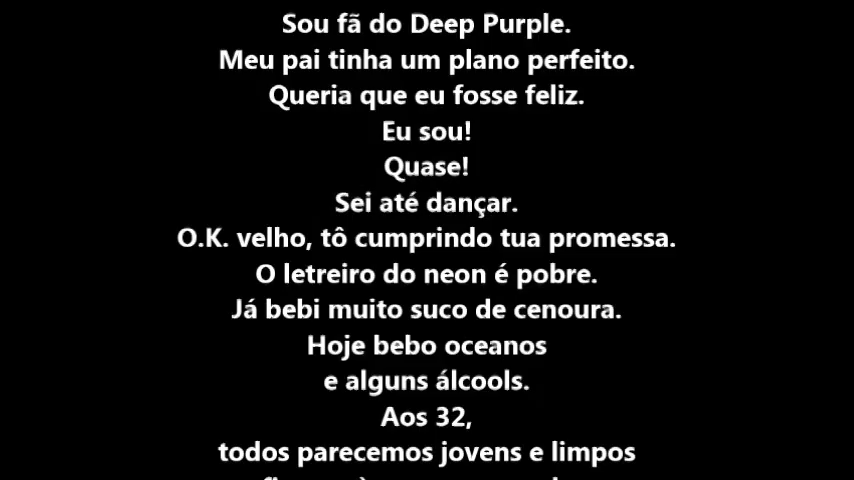 Sou fã do Deep Purple.
Meu pai tinha um plano perfeito.
Queria que eu fosse feliz.
Eu sou!
Quase!
Sei até dançar.
O.K. velho, tô cumprindo tua promessa.
O letreiro do neon é pobre.
Já bebi muito suco de cenoura.
Hoje bebo oceanos
e alguns álcools.
Aos 32,
todos parecemos jovens e limpos